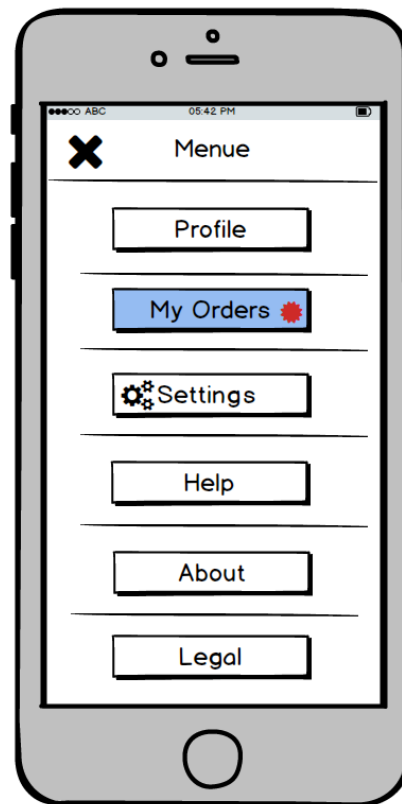 ABC 05:42 PM
Menue
Profile
My Orders
Settings
Help
About
Legal